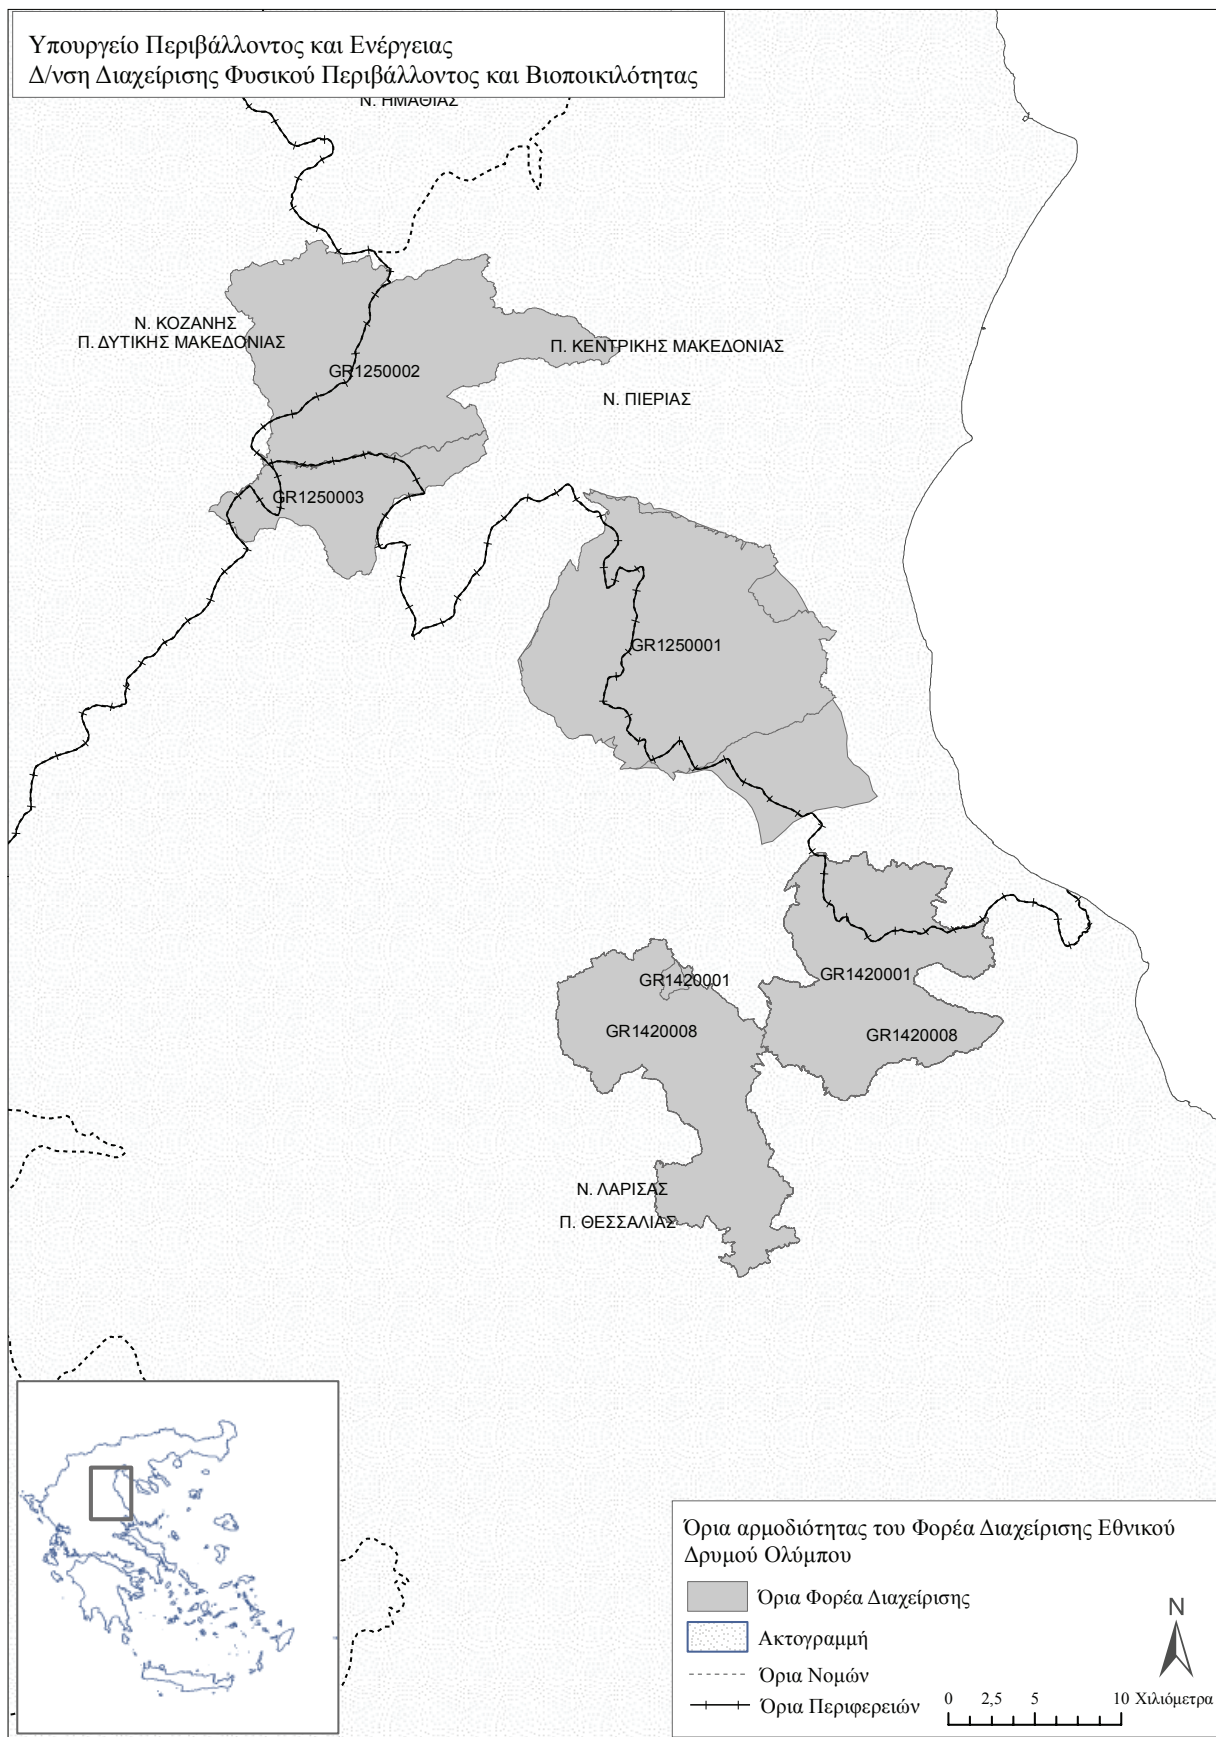 Υπουργείο Περιβάλλοντος και Ενέργειας
Δ/νση Διαχείρισης Φυσικού Περιβάλλοντος και Βιοποικιλότητας
Ν. ΗΜΑΘΙΑΣ
Ν. ΚΟΖΑΝΗΣ
Π. ΔΥΤΙΚΗΣ ΜΑΚΕΔΟΝΙΑΣ
Π. ΚΕΝΤΡΙΚΗΣ ΜΑΚΕΔΟΝΙΑΣ
GR1250002
Ν. ΠΙΕΡΙΑΣ
GR1250003
GR1250001
GR1420001
GR1420001
GR1420008
GR1420008
Ν. ΛΑΡΙΣΑΣ
Π. ΘΕΣΣΑΛΙΑΣ
Όρια αρμοδιότητας του Φορέα Διαχείρισης Εθνικού
Δρυμού Ολύμπου
Όρια Φορέα Διαχείρισης
Ακτογραμμή
Όρια Νομών
Όρια Περιφερειών
N
0 2,5 5 10 Χιλιόμετρα